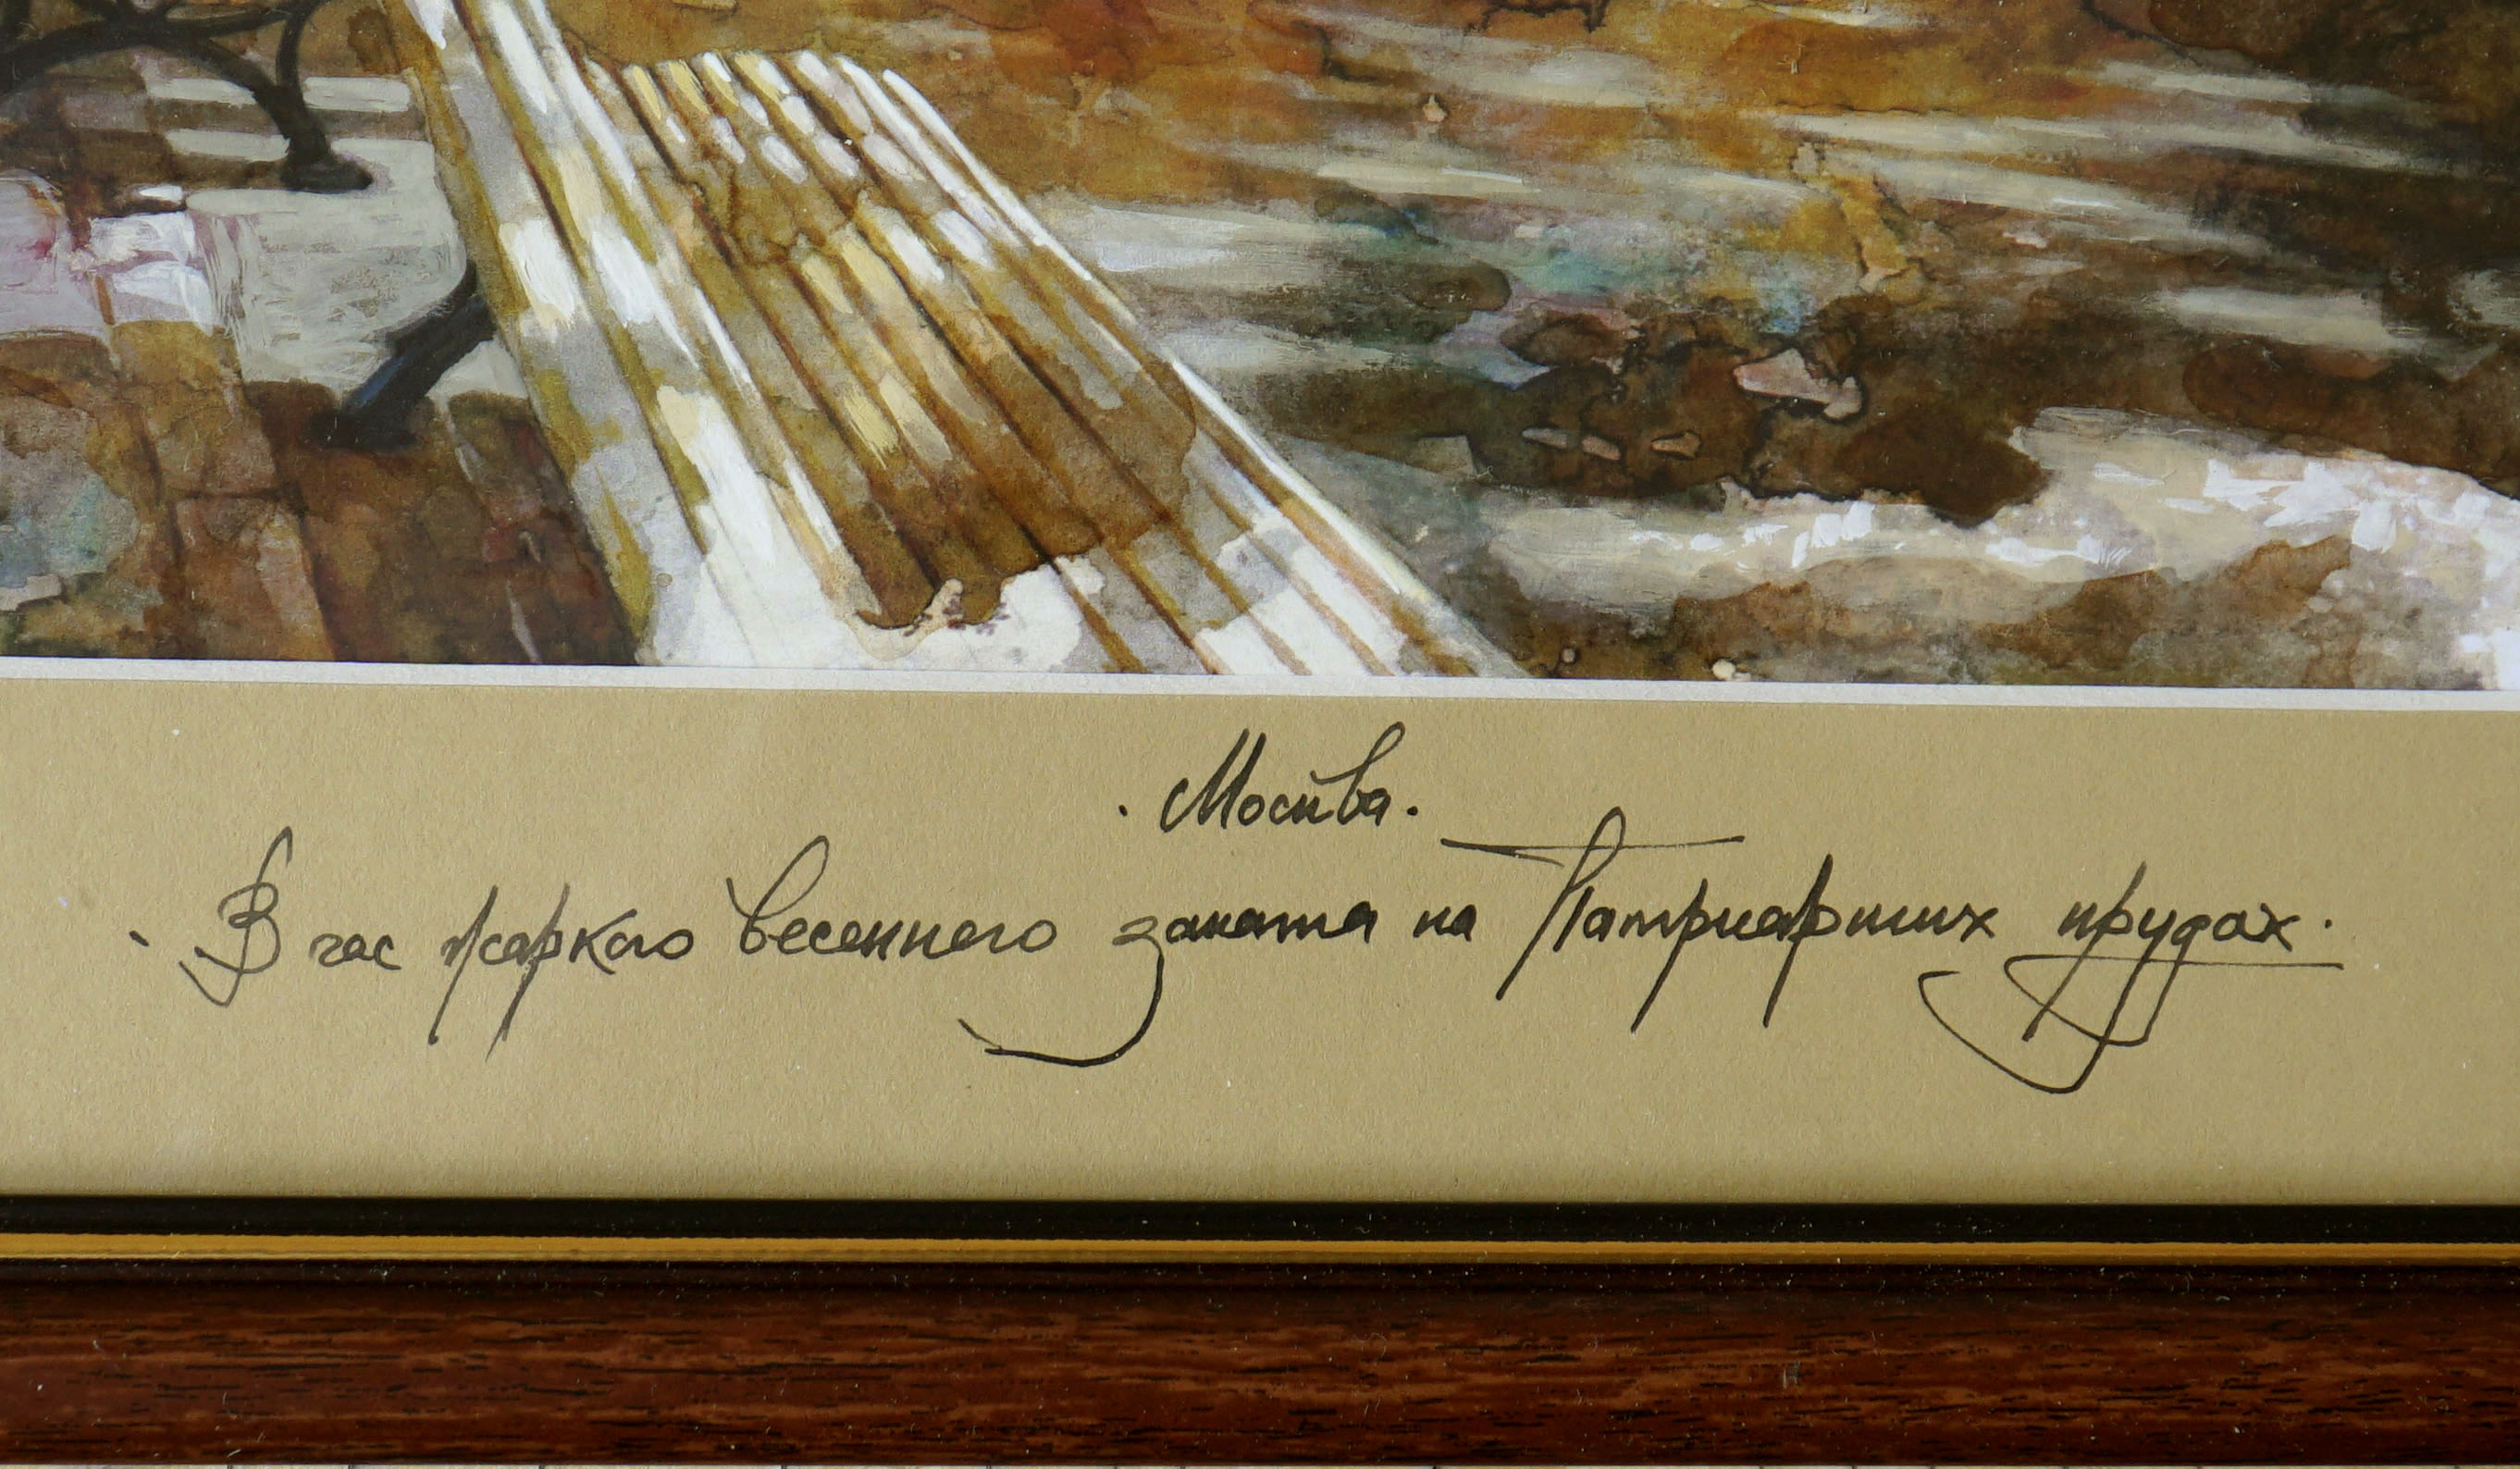 · Москва.
· В час жаркого весеннего заката на Патриарших прудах.